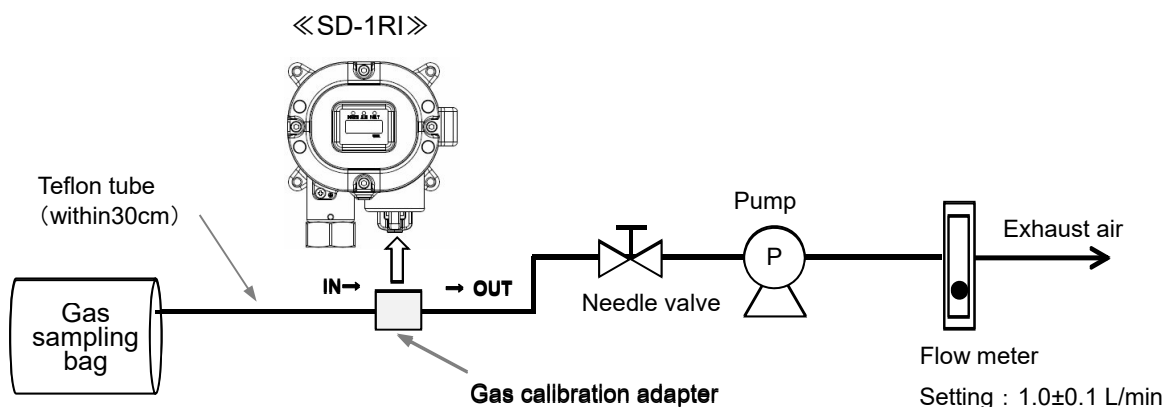 ≪SD-1RI≫
Teflon tube
（within30cm）
Pump
P
Exhaust air
IN→
→ OUT
Needle valve
Gas
sampling
bag
Gas calibration adapter
Flow meter
Setting：1.0±0.1 L/min